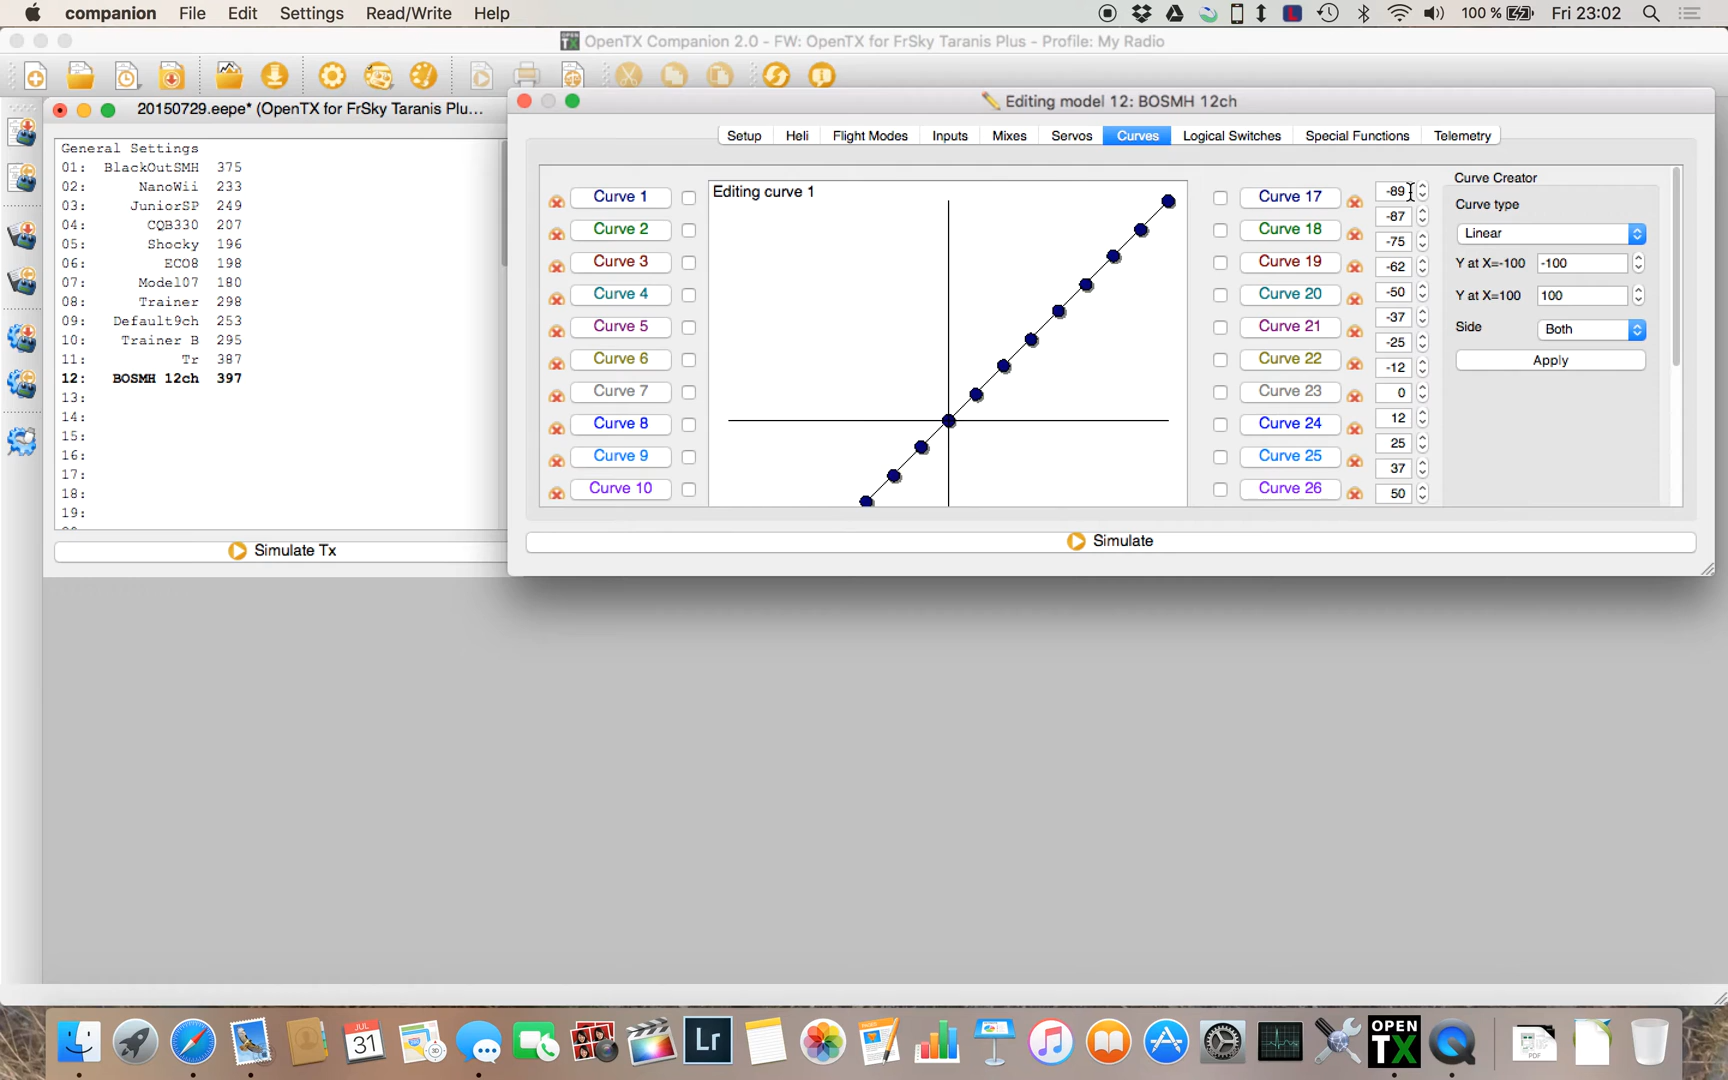 companion File Edit Settings Read/Write Help
100 % Fri 23:02
OpenTX Companion 2.0 - FW: OpenTX for FrSky Taranis Plus - Profile: My Radio
20150729.eepe* (OpenTX for FrSky Taranis Plu...
General Settings
01: BlackOutSMH 375
02: NanoWii 233
03: JuniorSP 249
04: CQB330 207
05: Shocky 196
06: ECO8 198
07: Model07 180
08: Trainer 298
09: Default9ch 253
10: Trainer B 295
11: Tr 387
12: BOSMH 12ch 397
13:
14:
15:
16:
17:
18:
19:
Simulate Tx
Editing model 12: BOSMH 12ch
Setup Heli Flight Modes Inputs Mixes Servos Curves Logical Switches Special Functions Telemetry
Curve 1
Curve 2
Curve 3
Curve 4
Curve 5
Curve 6
Curve 7
Curve 8
Curve 9
Curve 10
Editing curve 1
Curve 17
Curve 18
Curve 19
Curve 20
Curve 21
Curve 22
Curve 23
Curve 24
Curve 25
Curve 26
-89
-87
-75
-62
-50
-37
-25
-12
0
12
25
37
50
Curve Creator
Curve type
Linear
Y at X=-100 -100
Y at X=100 100
Side Both
Apply
Simulate
JUL
31
Lr
OPEN
TX
PDF